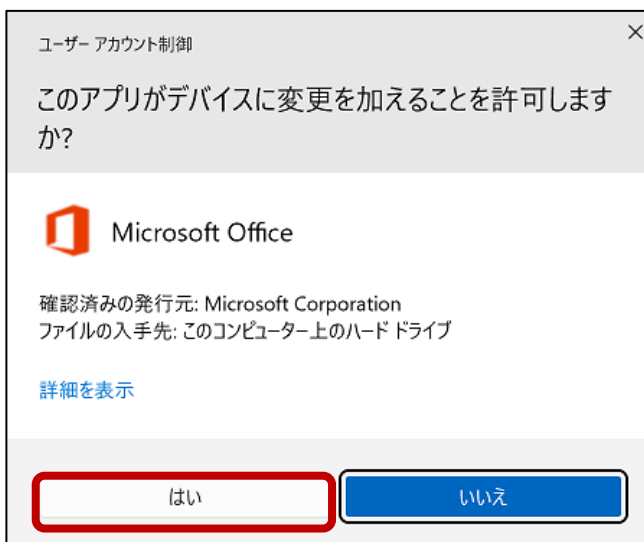 ユーザー アカウント制御
このアプリがデバイスに変更を加えることを許可します
か?
Microsoft Office
確認済みの発行元: Microsoft Corporation
ファイルの入手先: このコンピューター上のハード ドライブ
詳細を表示
はい
いいえ